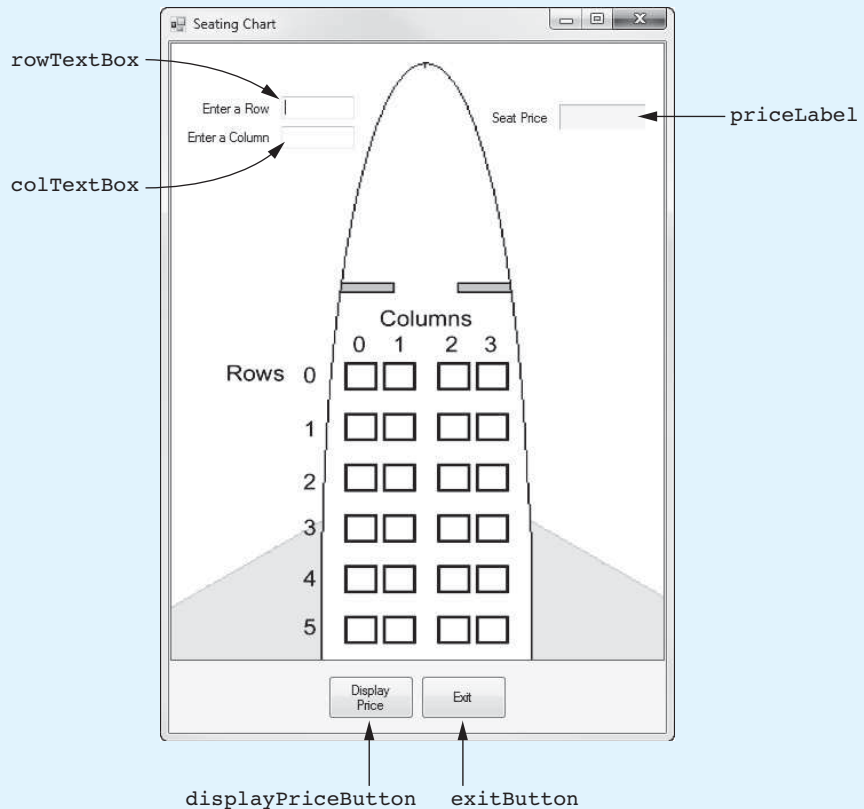 Seating Chart
rowTextBox
Enter a Row
Seat Price
priceLabel
Enter a Column
colTextBox
Columns
0 1 2 3
Rows 0
1
2
3
4
5
Display
Price
Exit
displayPriceButton
exitButton